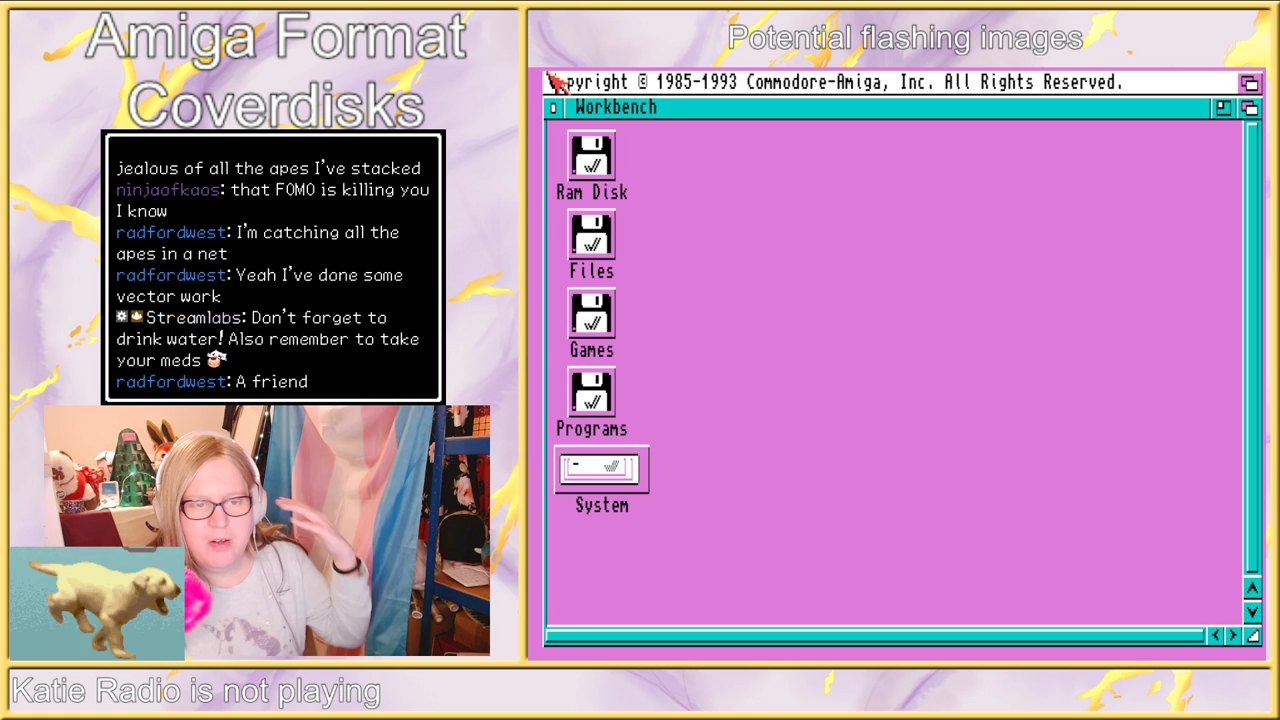 Amiga Format
Coverdisks
Potential flashing images
jealous of all the apes I've stacked
ninjaofkaos: that FOMO is killing you
I know
radfordwest: I'm catching all the
apes in a net
radfordwest: Yeah I've done some
vector work
Streamlabs: Don't forget to
drink water! Also remember to take
your meds
radfordwest: A friend
pyright © 1985-1993 Commodore-Amiga, Inc. All Rights Reserved.
Workbench
Ram Disk
Files
Games
Programs
System
Katie Radio is not playing